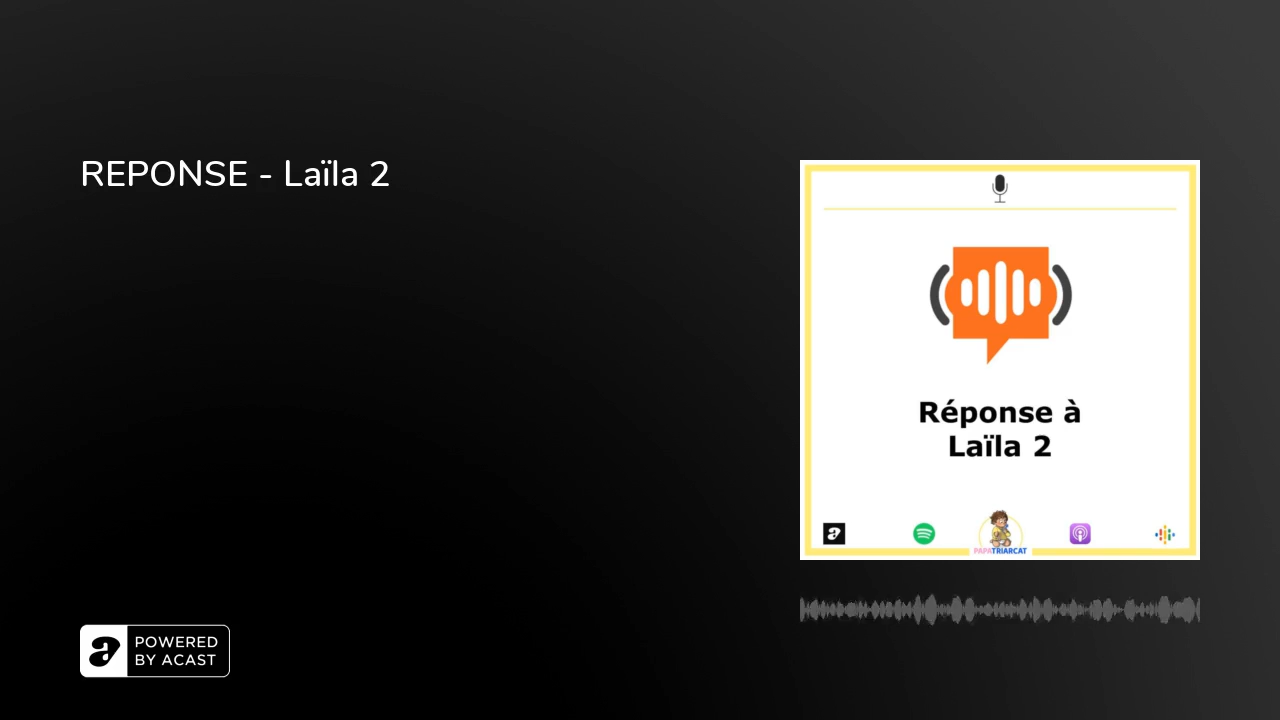 REPONSE - Laïla 2
Réponse à
Laïla 2
PAPATRIARCAT
POWERED
BY ACAST